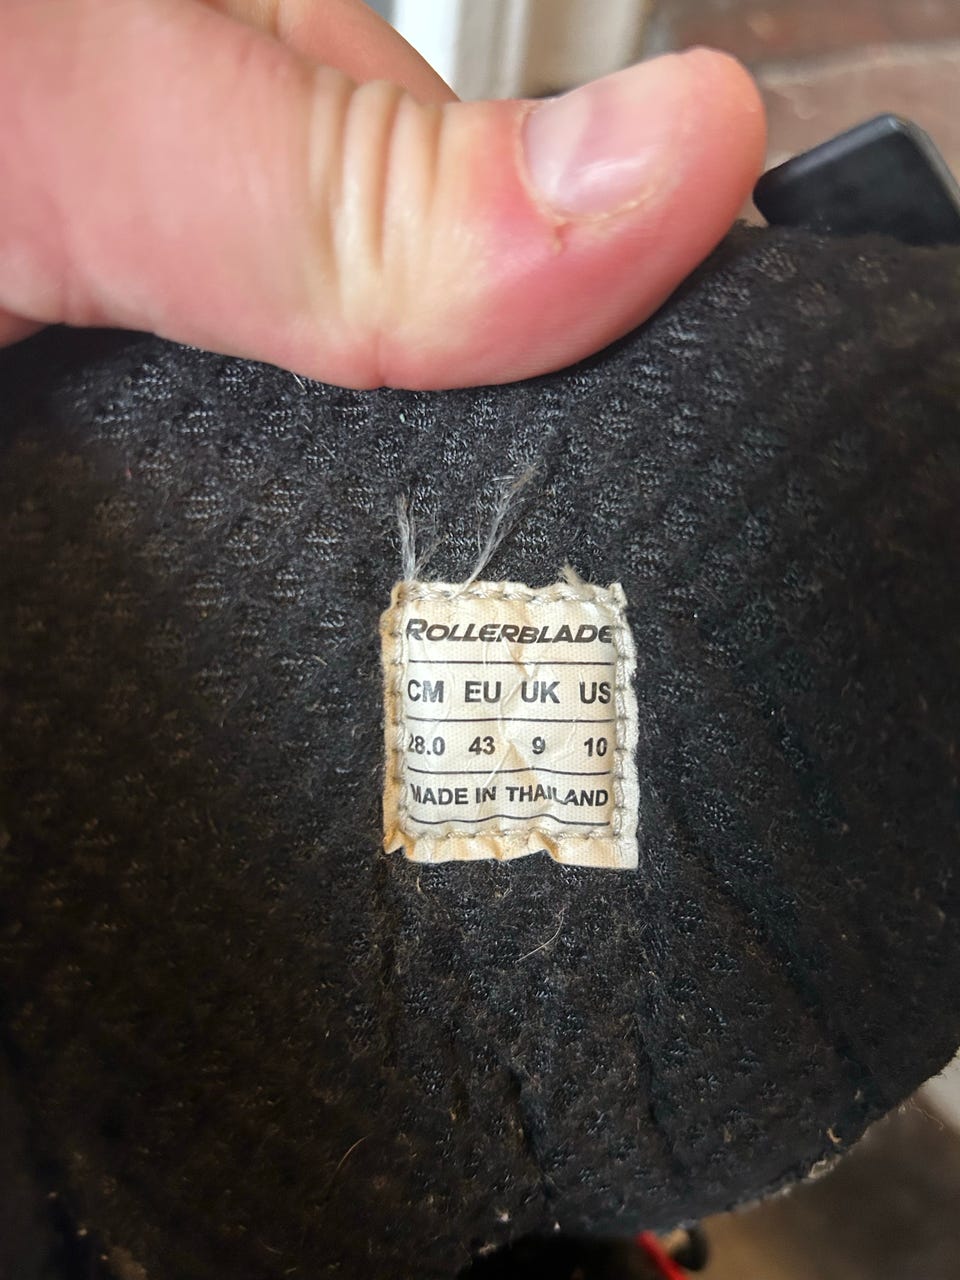 ROLLERBLADE
CM EU UK US
28.0 43 9 10
MADE IN THAILAND